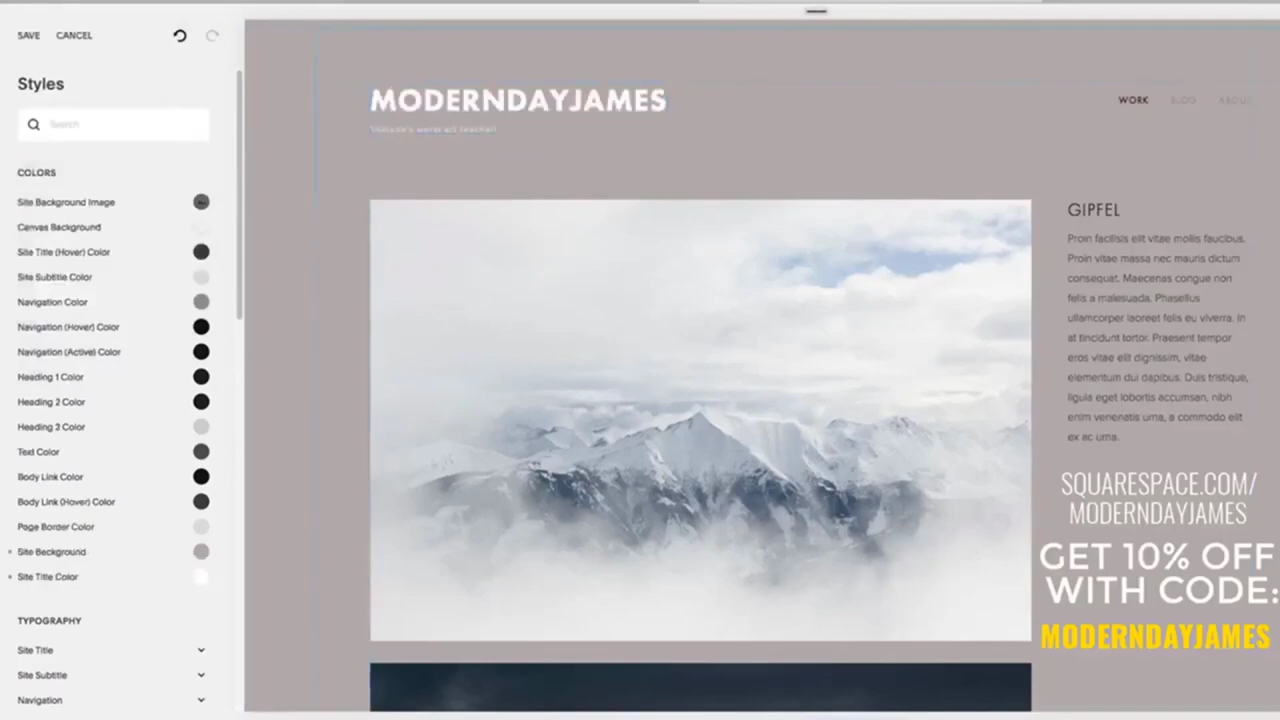 SAVE CANCEL
Styles
Search
COLORS
Site Background Image
Canvas Background
Site Title (Hover) Color
Site Subtitle Color
Navigation Color
Navigation (Hover) Color
Navigation (Active) Color
Heading 1 Color
Heading 2 Color
Heading 3 Color
Text Color
Body Link Color
Body Link (Hover) Color
Page Border Color
Site Background
Site Title Color
TYPOGRAPHY
Site Title
Site Subtitle
Navigation
MODERNDAYJAMES
worst art teacher!
WORK BLOG ABOUT
GIPFEL
Proin facilisis elit vitae mollis faucibus.
Proin vitae massa nec mauris dictum
consequat. Maecenas congue non
felis a malesuada. Phasellus
ullamcorper laoreet felis eu viverra. In
at tincidunt tortor. Praesent tempor
eros vitae elit dignissim, vitae
elementum dui dapibus. Duis tristique,
ligula eget lobortis accumsan, nibh
enim venenatis urna, a commodo elit
ex ac urna.
SQUARESPACE.COM/
MODERNDAYJAMES
GET 10% OFF
WITH CODE:
MODERNDAYJAMES